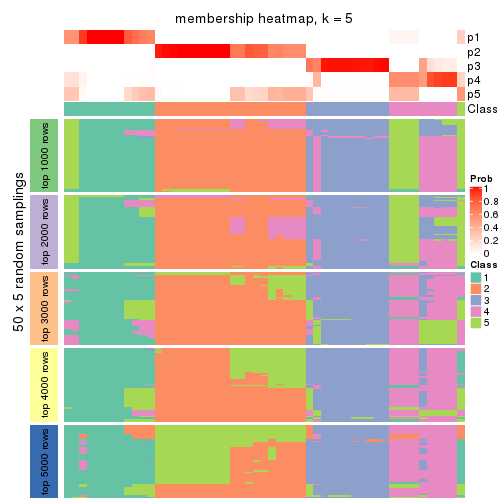 membership heatmap, k = 5
p1
p2
p3
p4
p5
Class
50 x 5 random samplings
top 1000 rows
top 2000 rows
top 3000 rows
top 4000 rows
top 5000 rows
Prob
1
0.8
0.6
0.4
0.2
0
Class
1
2
3
4
5